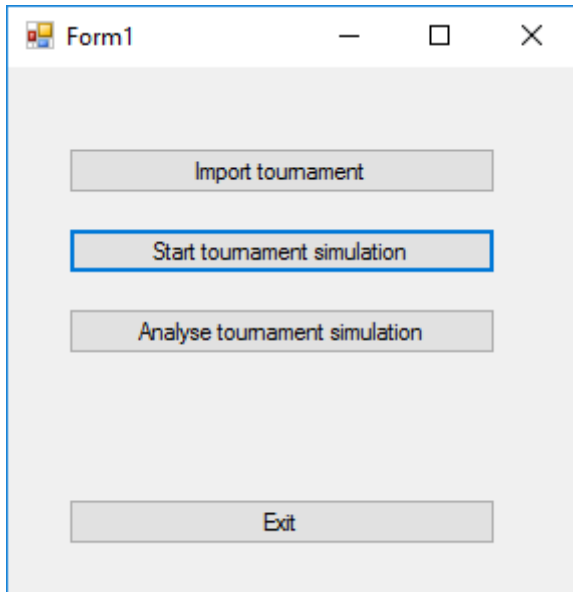 Form1
Import tournament
Start tournament simulation
Analyse tournament simulation
Exit